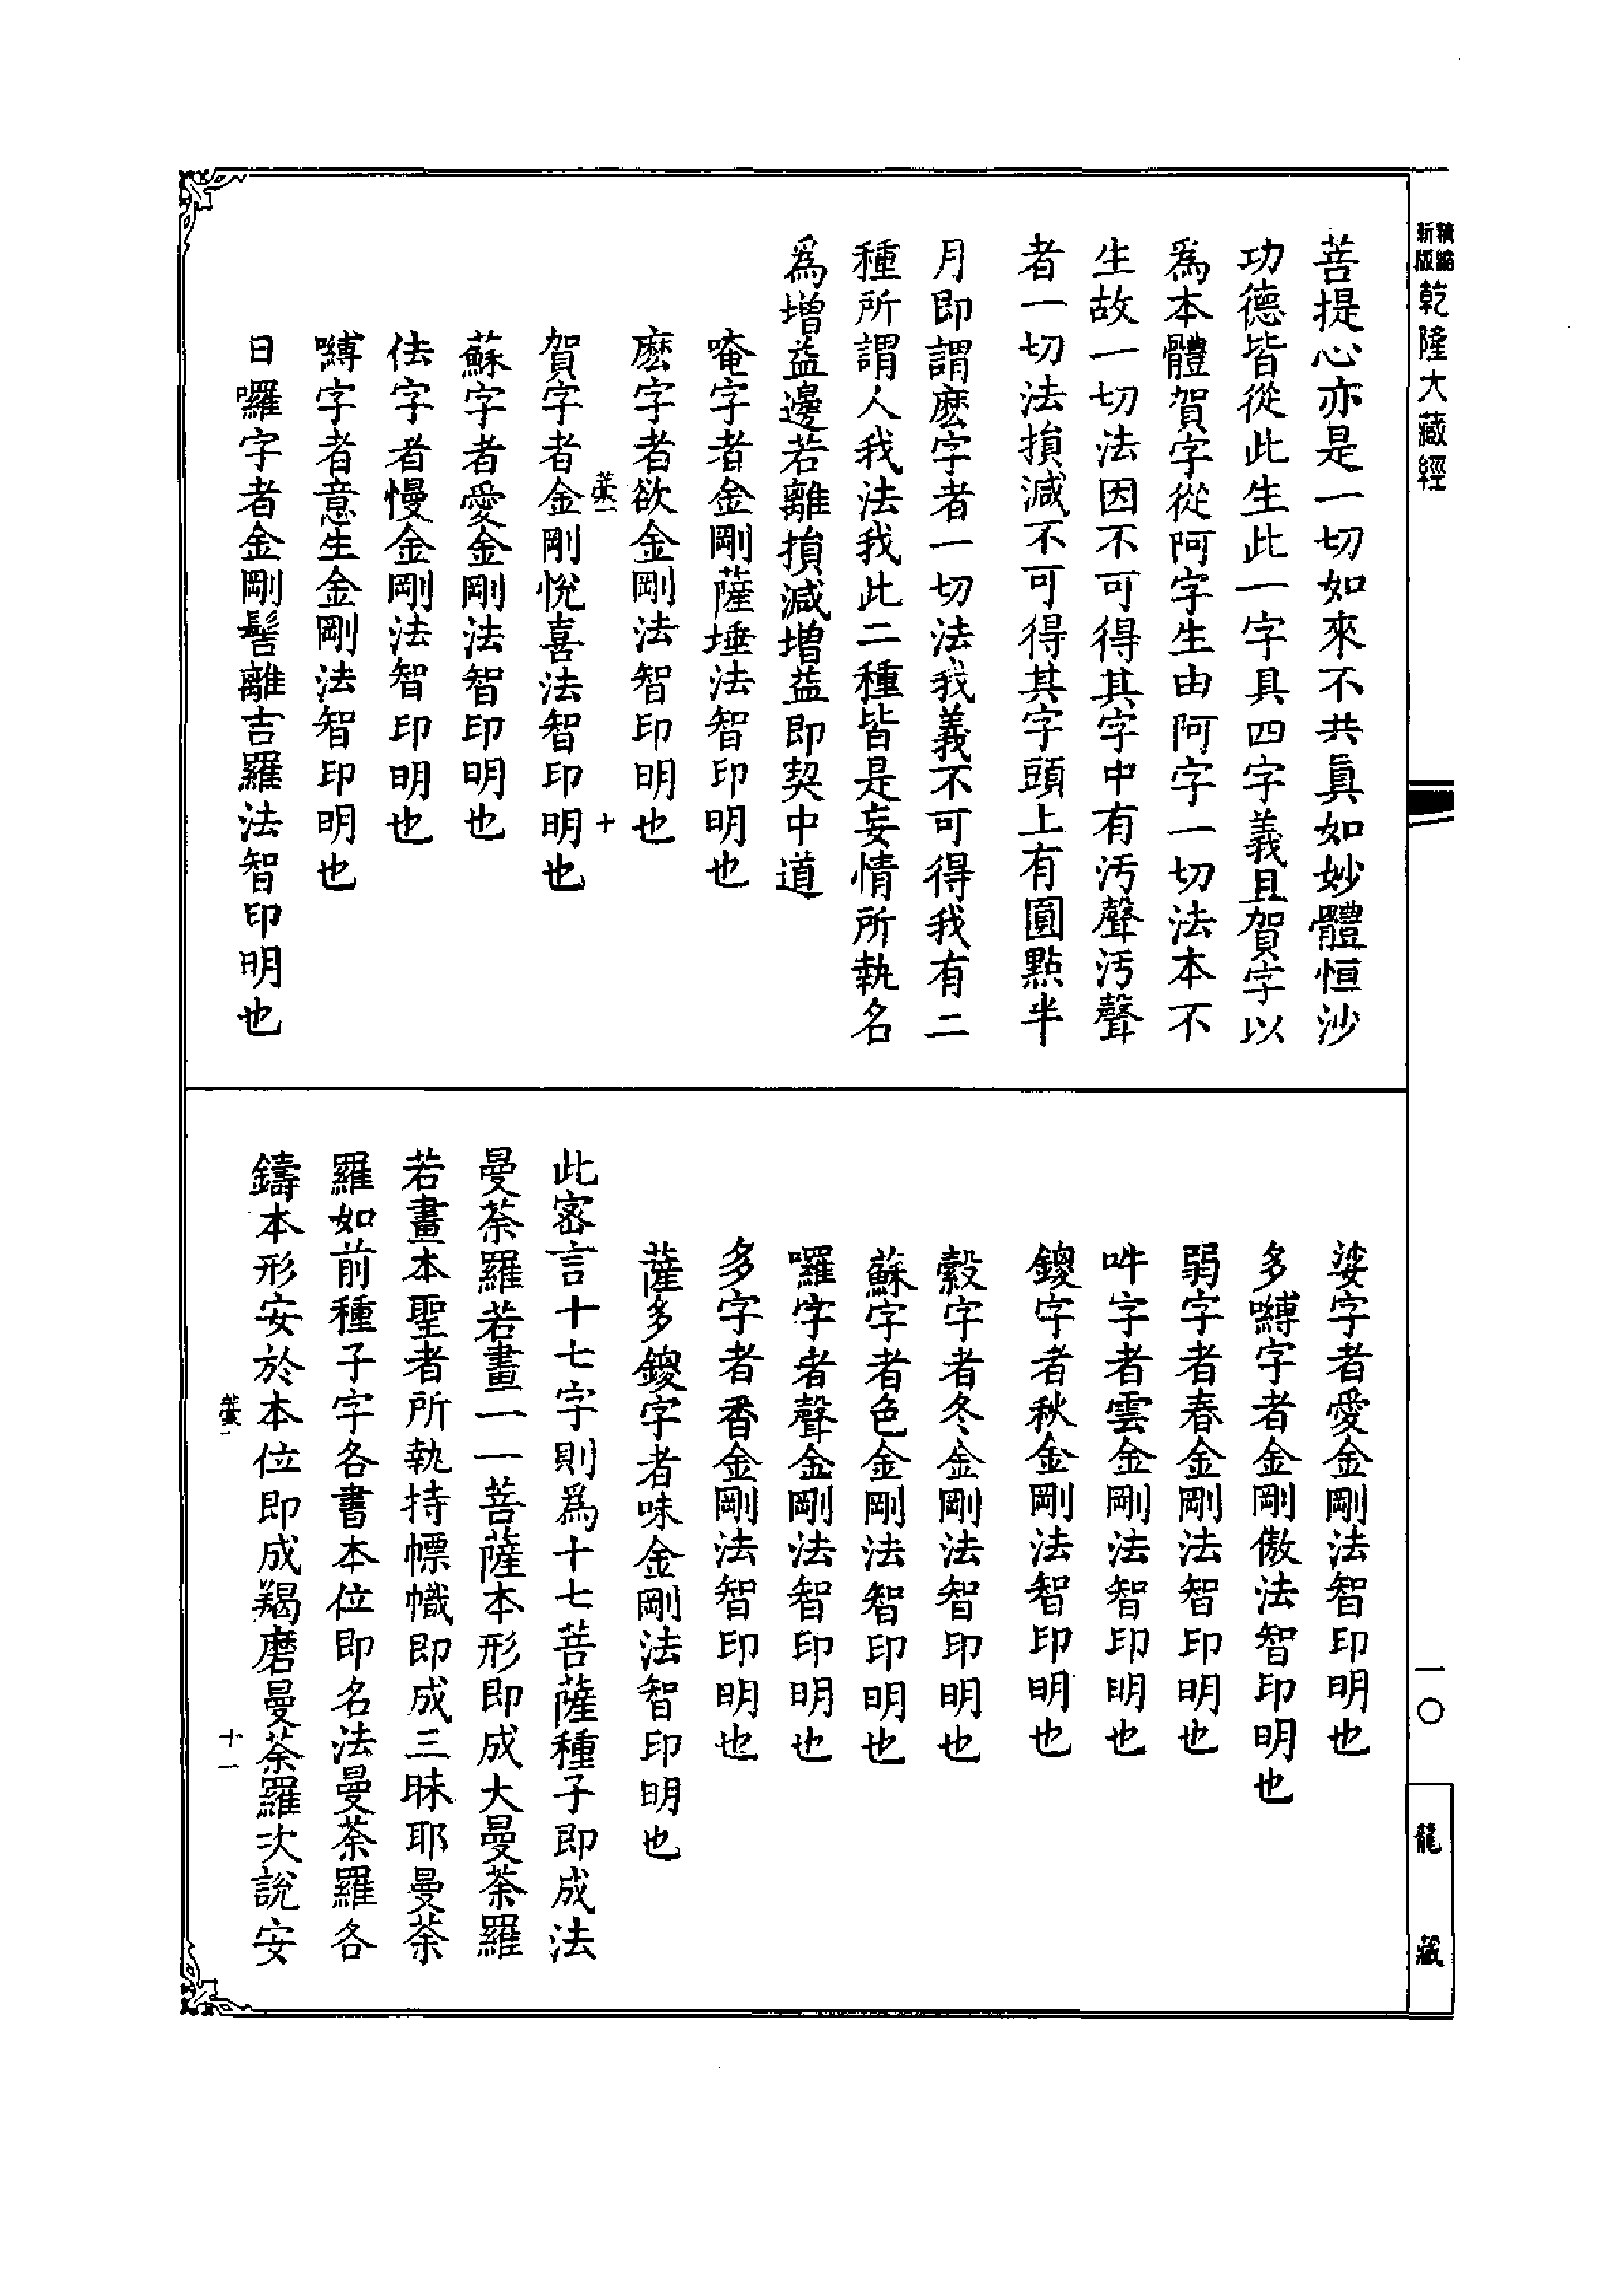 精縮
新版
乾隆大藏經
菩提心亦是一切如來不共真如妙體恒沙
功德皆從此生此一字具四字義且賀字以
爲本體賀字從阿字生由阿字一切法本不
生故一切法因不可得其字中有汚聲汚聲
者一切法損減不可得其字頭上有圓點半
月即謂麽字者一切法我義不可得我有二
種所謂人我法我此二種皆是妄情所執名
爲增益邊若離損減增益即契中道
唵字者金剛薩埵法智印明也
麽字者欲金剛法智印明也
十
賀字者金剛悅喜法智印明也
蘇字者愛金剛法智印明也
佉字者慢金剛法智印明也
嚩字者意生金剛法智印明也
日囉字者金剛髻離吉羅法智印明也
娑字者愛金剛法智印明也
多嚩字者金剛傲法智印明也
弱字者春金剛法智印明也
吽字者雲金剛法智印明也
鑁字者秋金剛法智印明也
縠字者冬金剛法智印明也
蘇字者色金剛法智印明也
囉字者聲金剛法智印明也
多字者香金剛法智印明也
薩多鑁字者味金剛法智印明也
此密言十七字則爲十七菩薩種子即成法
曼荼羅若畫一一菩薩本形即成大曼荼羅
若畫本聖者所執持幖幟即成三昧耶曼荼
羅如前種子字各書本位即名法曼荼羅各
鑄本形安於本位即成羯磨曼荼羅次說安
十一
一〇
龍藏